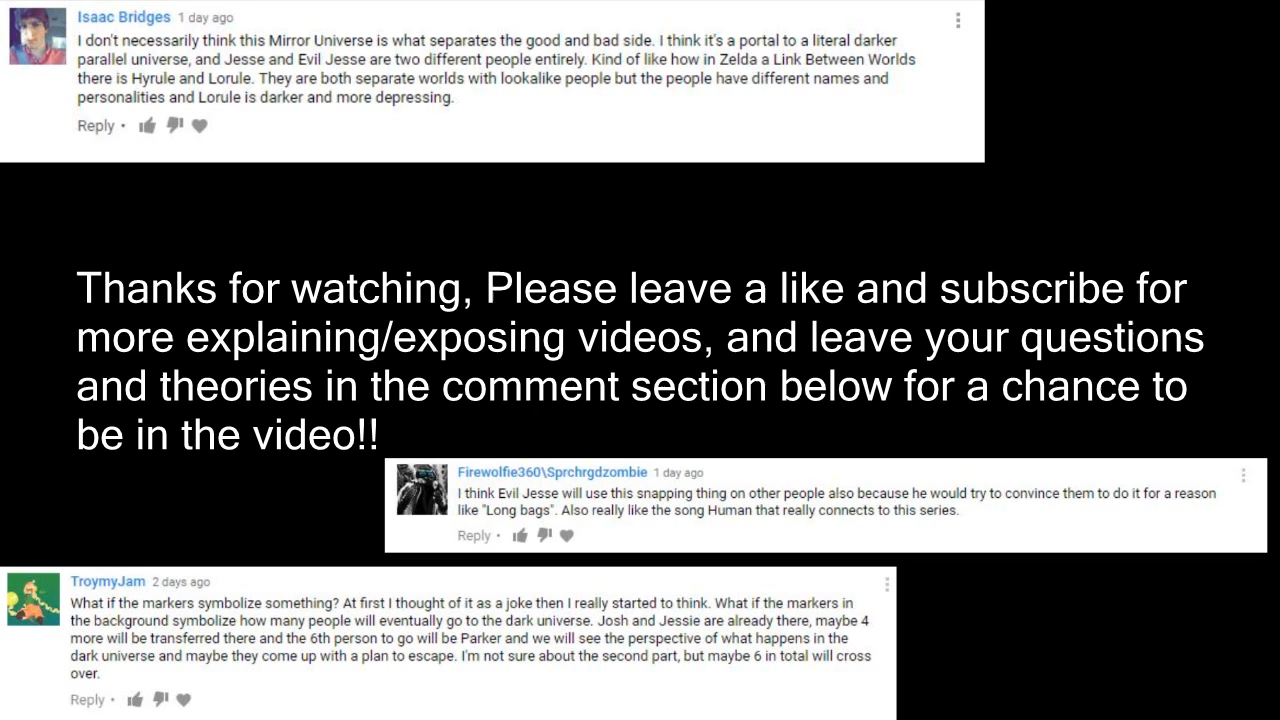 Isaac Bridges 1 day ago
I don't necessarily think this Mirror Universe is what separates the good and bad side. I think it's a portal to a literal darker
parallel universe, and Jesse and Evil Jesse are two different people entirely. Kind of like how in Zelda a Link Between Worlds
there is Hyrule and Lorule. They are both separate worlds with lookalike people but the people have different names and
personalities and Lorule is darker and more depressing.
Reply •
Thanks for watching, Please leave a like and subscribe for
more explaining/exposing videos, and leave your questions
and theories in the comment section below for a chance to
be in the video!!
Firewolfie360\Sprchrgdzombie 1 day ago
I think Evil Jesse will use this snapping thing on other people also because he would try to convince them to do it for a reason
like "Long bags". Also really like the song Human that really connects to this series.
Reply •
TroymyJam 2 days ago
What if the markers symbolize something? At first I thought of it as a joke then I really started to think. What if the markers in
the background symbolize how many people will eventually go to the dark universe. Josh and Jessie are already there, maybe 4
more will be transferred there and the 6th person to go will be Parker and we will see the perspective of what happens in the
dark universe and maybe they come up with a plan to escape. I'm not sure about the second part, but maybe 6 in total will cross
over.
Reply •